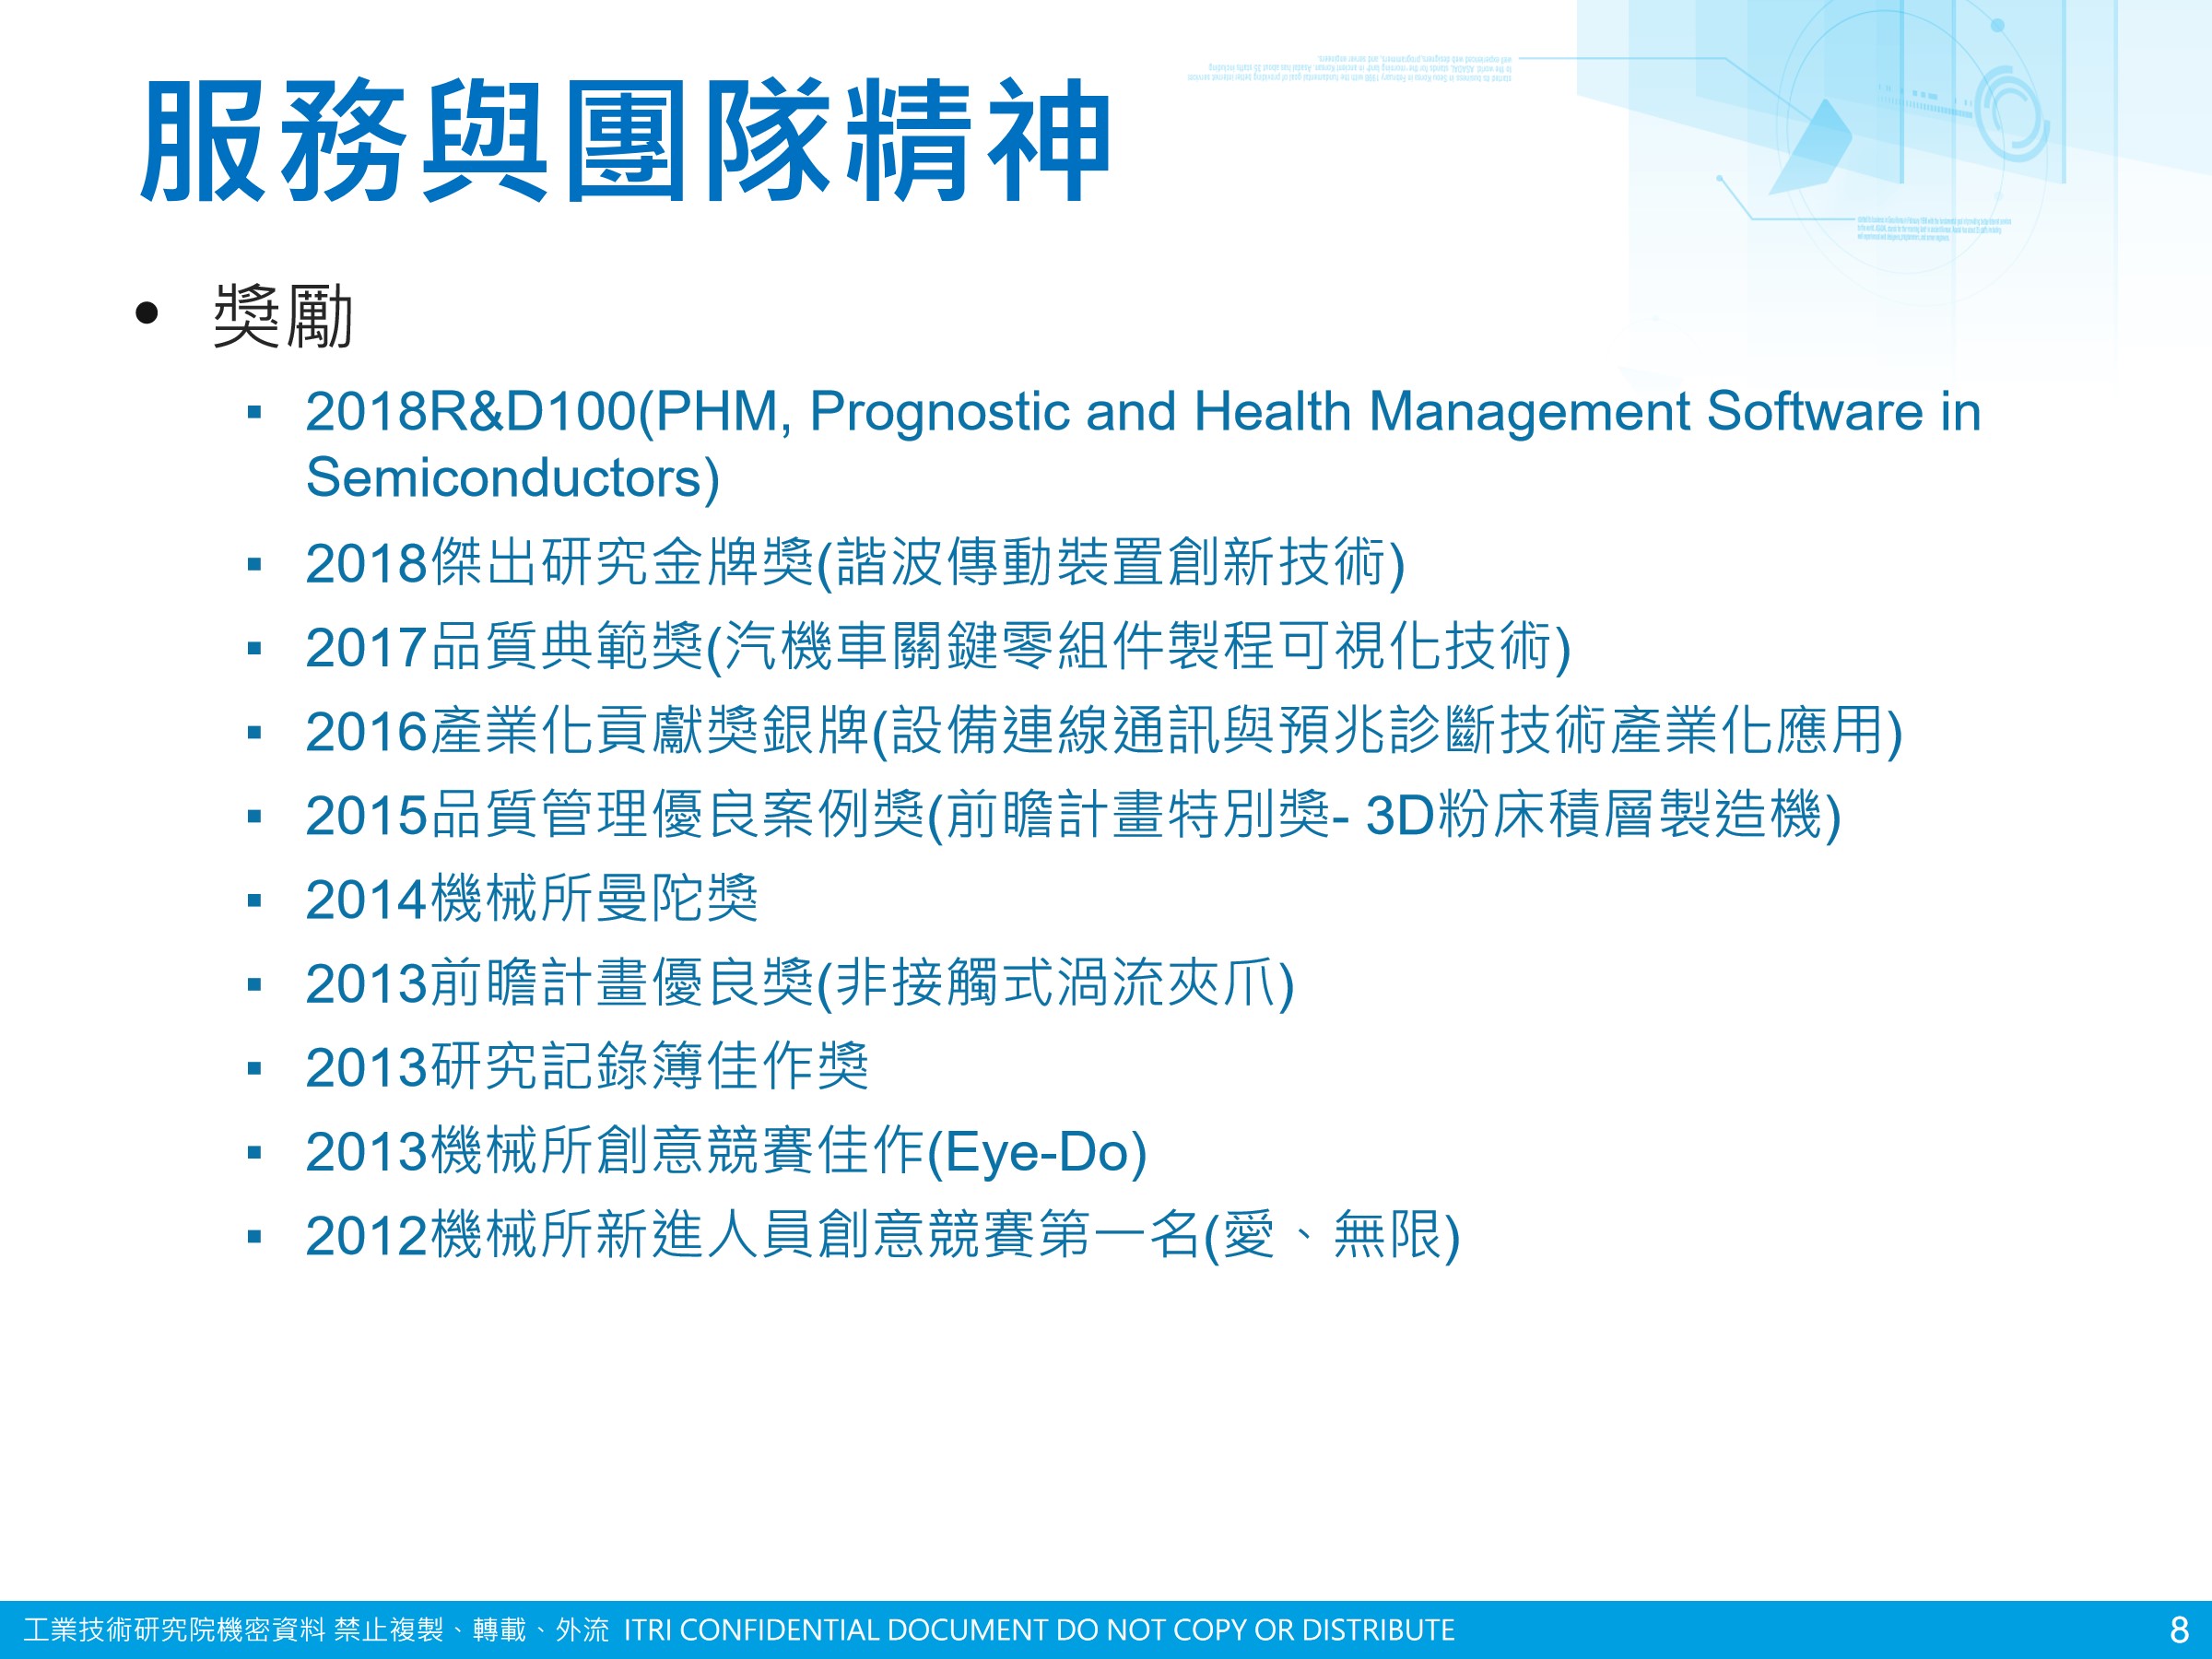 服務與團隊精神
• 獎勵
▪ 2018R&D100(PHM, Prognostic and Health Management Software in
Semiconductors)
▪ 2018傑出研究金牌獎(諧波傳動裝置創新技術)
▪ 2017品質典範獎(汽機車關鍵零組件製程可視化技術)
▪ 2016產業化貢獻獎銀牌(設備連線通訊與預兆診斷技術產業化應用)
▪ 2015品質管理優良案例獎(前瞻計畫特別獎- 3D粉床積層製造機)
▪ 2014機械所曼陀獎
▪ 2013前瞻計畫優良獎(非接觸式渦流夾爪)
▪ 2013研究記錄簿佳作獎
▪ 2013機械所創意競賽佳作(Eye-Do)
▪ 2012機械所新進人員創意競賽第一名(愛、無限)
工業技術研究院機密資料 禁止複製、轉載、外流 ITRI CONFIDENTIAL DOCUMENT DO NOT COPY OR DISTRIBUTE
8